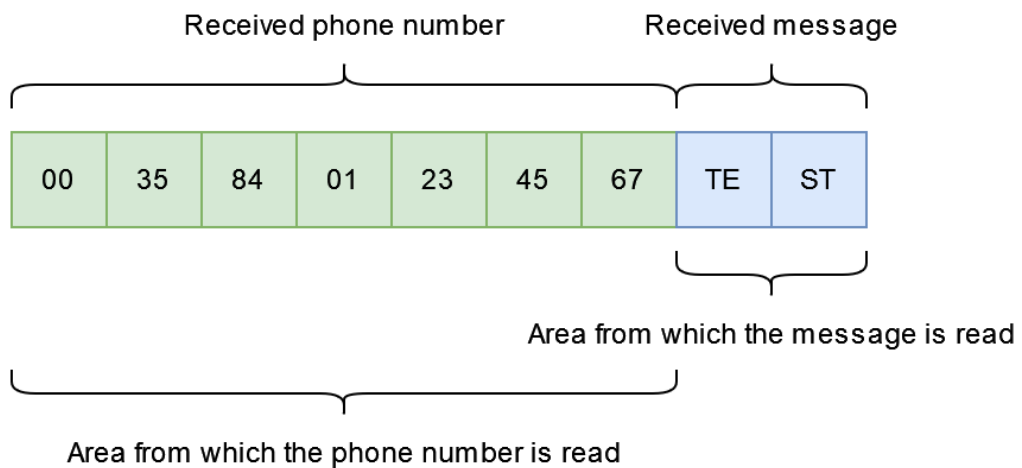 Received phone number Received message
00 35 84 01 23 45 67 TE ST
Area from which the message is read
Area from which the phone number is read